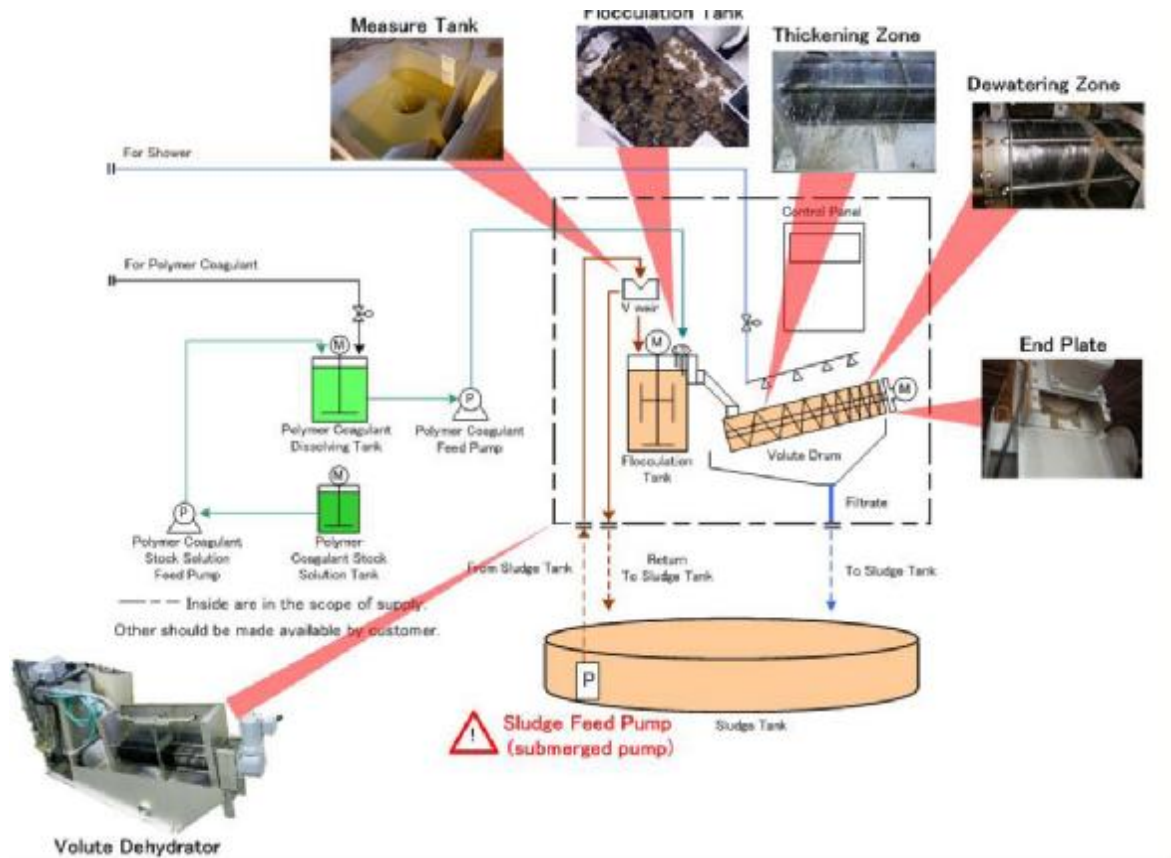 Measure Tank
Flocculation Tank
Thickening Zone
Dewatering Zone
For Shower
Control Panel
For Polymer Coagulant
V weir
M
M
End Plate
M
P
Polymer Coagulant
Dissolving Tank
Polymer Coagulant
Feed Pump
Flocculation
Tank
Volute Drum
M
P
Filtrate
Polymer Coagulant
Stock Solution
Feed Pump
Polymer
Coagulant Stock
Solution Tank
From Sludge Tank
Return
To Sludge Tank
To Sludge Tank
Inside are in the scope of supply.
Other should be made available by customer.
P
! Sludge Feed Pump
(submerged pump)
Sludge Tank
Volute Dehydrator